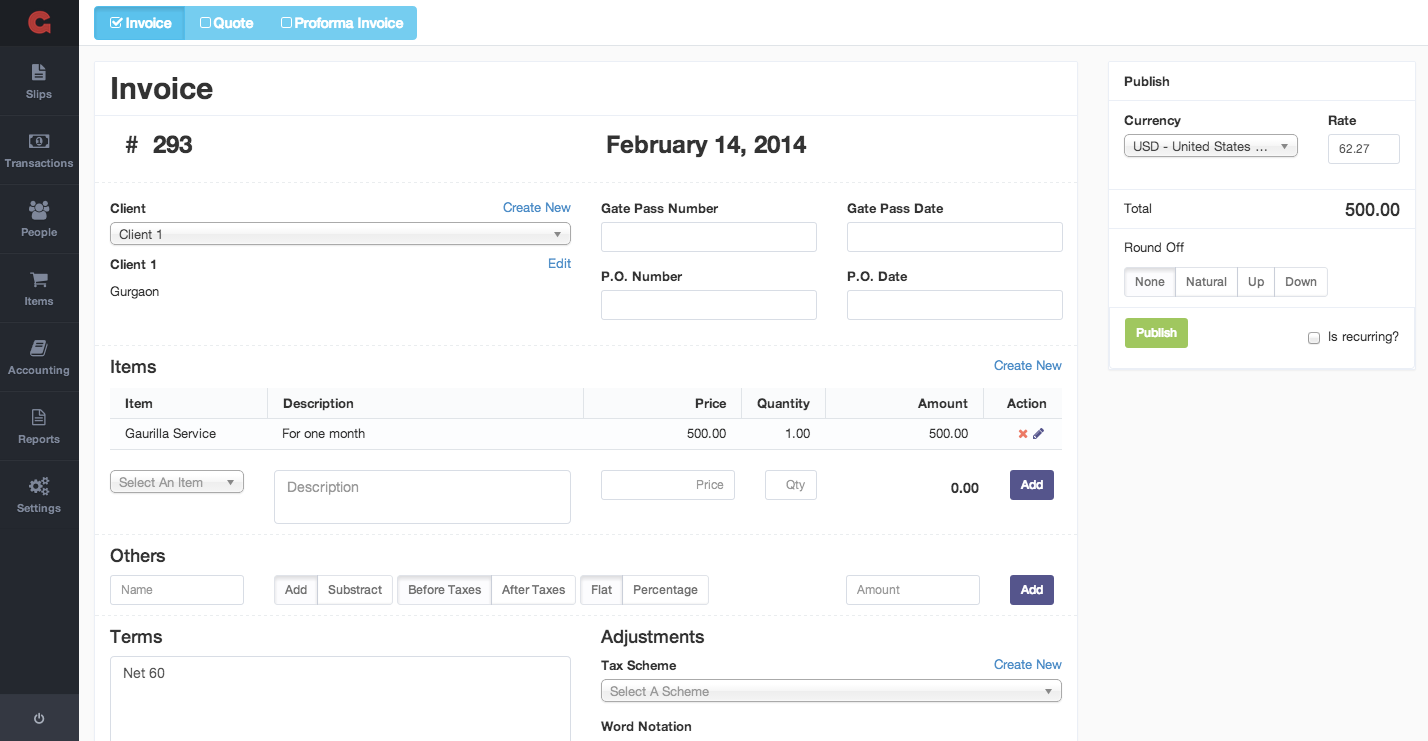 Invoice Quote Proforma Invoice
G
Slips
Transactions
People
Items
Accounting
Reports
Settings
Invoice
# 293 February 14, 2014
Client Create New
Client 1
Client 1 Edit
Gurgaon
Gate Pass Number Gate Pass Date
P.O. Number P.O. Date
Items Create New
Item Description Price Quantity Amount Action
Gaurilla Service For one month 500.00 1.00 500.00
Select An Item Description Price Qty 0.00 Add
Others
Name Add Substract Before Taxes After Taxes Flat Percentage Amount Add
Terms
Net 60
Adjustments
Tax Scheme Create New
Select A Scheme
Word Notation
Publish
Currency Rate
USD - United States ... 62.27
Total 500.00
Round Off
None Natural Up Down
Publish Is recurring?